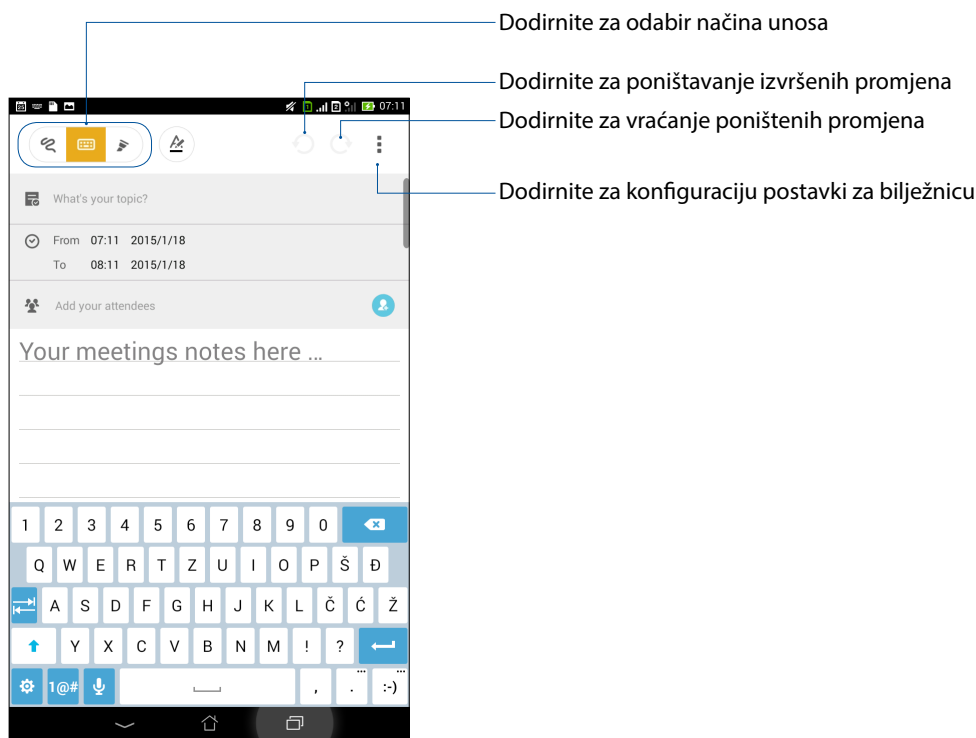 Dodirnite za odabir načina unosa
Dodirnite za poništavanje izvršenih promjena
Dodirnite za vraćanje poništenih promjena
Dodirnite za konfiguraciju postavki za bilježnicu
07:11
What's your topic?
From 07:11 2015/1/18
To 08:11 2015/1/18
Add your attendees
Your meetings notes here ...
1 2 3 4 5 6 7 8 9 0
Q W E R T Z U I O P Š Đ
A S D F G H J K L Č Ć Ž
Y X C V B N M ! ?
1@# , . :-)